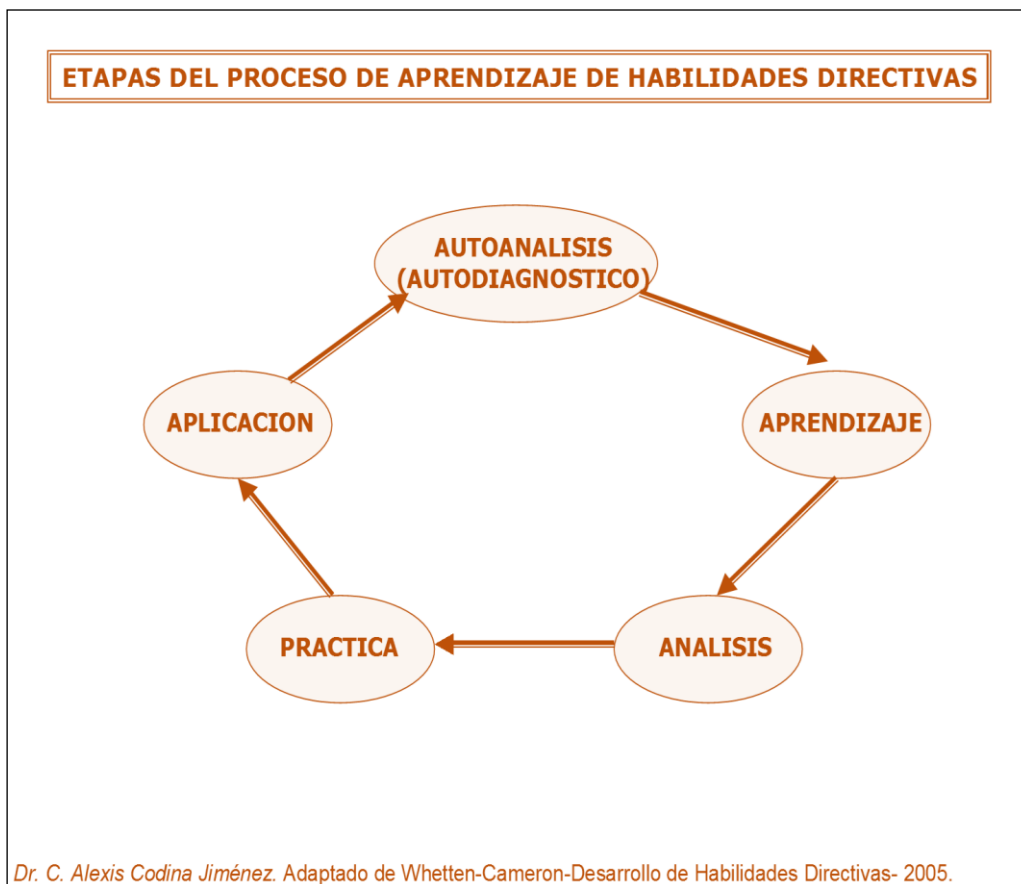 ETAPAS DEL PROCESO DE APRENDIZAJE DE HABILIDADES DIRECTIVAS
AUTOANALISIS
(AUTODIAGNOSTICO)
APLICACION
APRENDIZAJE
PRACTICA
ANALISIS
Dr. C. Alexis Codina Jiménez. Adaptado de Whetten-Cameron-Desarrollo de Habilidades Directivas- 2005.